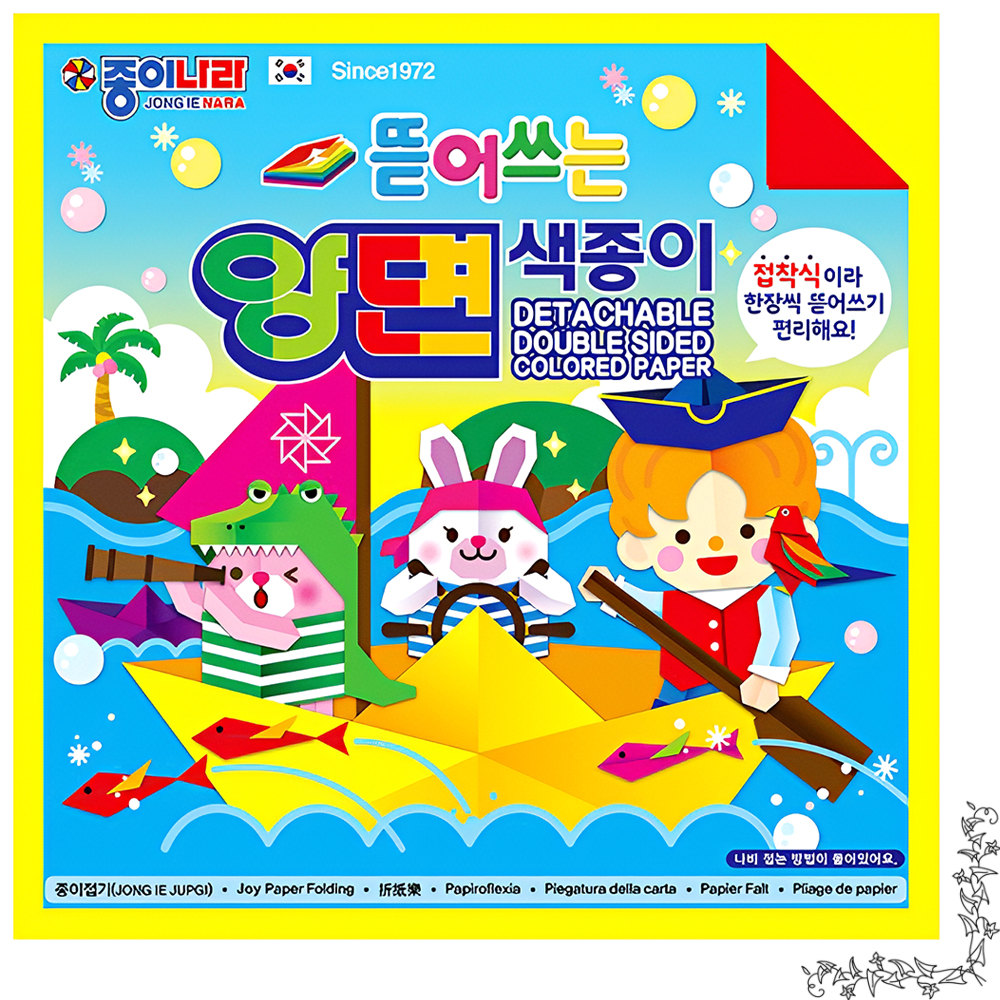 종이나라
JONG IE NARA
Since1972
뜯어쓰는
양면
색종이
DETACHABLE
DOUBLE SIDED
COLORED PAPER
접착식이라
한장씩 뜯어쓰기
편리해요!
나비 접는 방법이 들어있어요.
종이접기(JONG IE JUPGI) • Joy Paper Folding • 折纸樂 • Papiroflexia • Piegatura della carta • Papier Falt • Pliage de papier